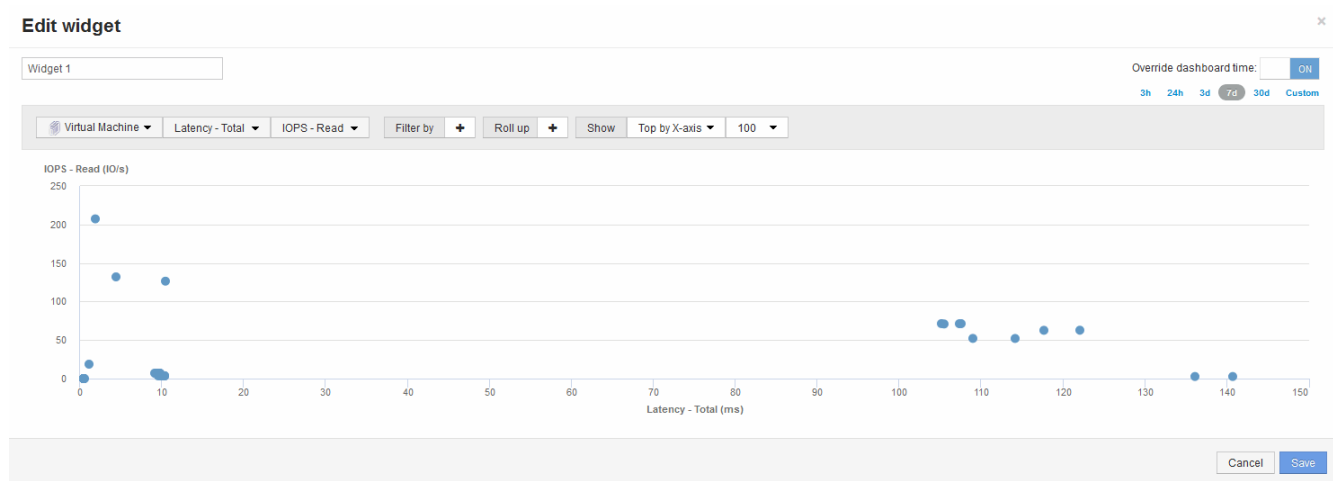 Edit widget ×
Widget 1
Override dashboard time: ON
3h 24h 3d 7d 30d Custom
Virtual Machine Latency - Total IOPS - Read Filter by + Roll up + Show Top by X-axis 100
IOPS - Read (IO/s)
250
200
150
100
50
0
0 10 20 30 40 50 60 70 80 90 100 110 120 130 140 150
Latency - Total (ms)
Cancel Save